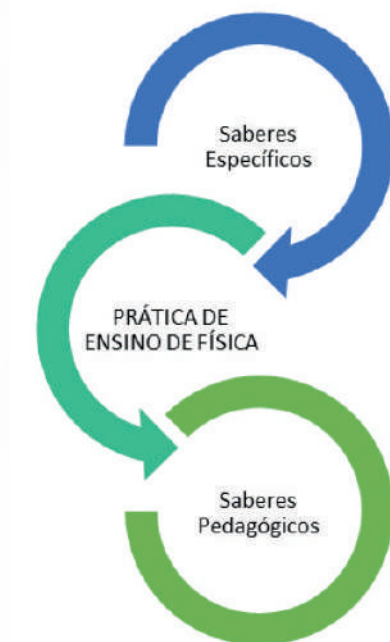 Saberes
Específicos
PRÁTICA DE
ENSINO DE FÍSICA
Saberes
Pedagógicos